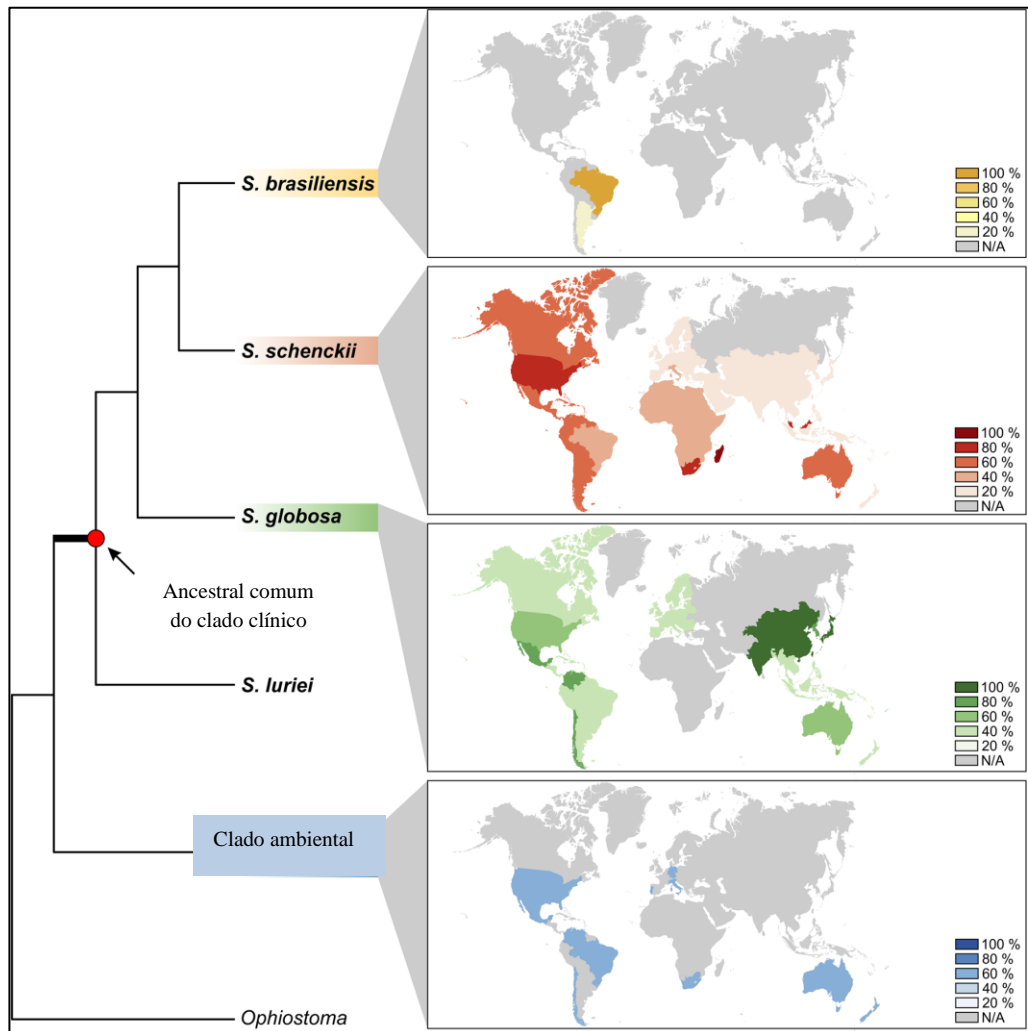 S. brasiliensis
100 %
80 %
60 %
40 %
20 %
N/A
S. schenckii
100 %
80 %
60 %
40 %
20 %
N/A
S. globosa
100 %
80 %
60 %
40 %
20 %
N/A
Ancestral comum
do clado clínico
S. luriei
Clado ambiental
100 %
80 %
60 %
40 %
20 %
N/A
Ophiostoma